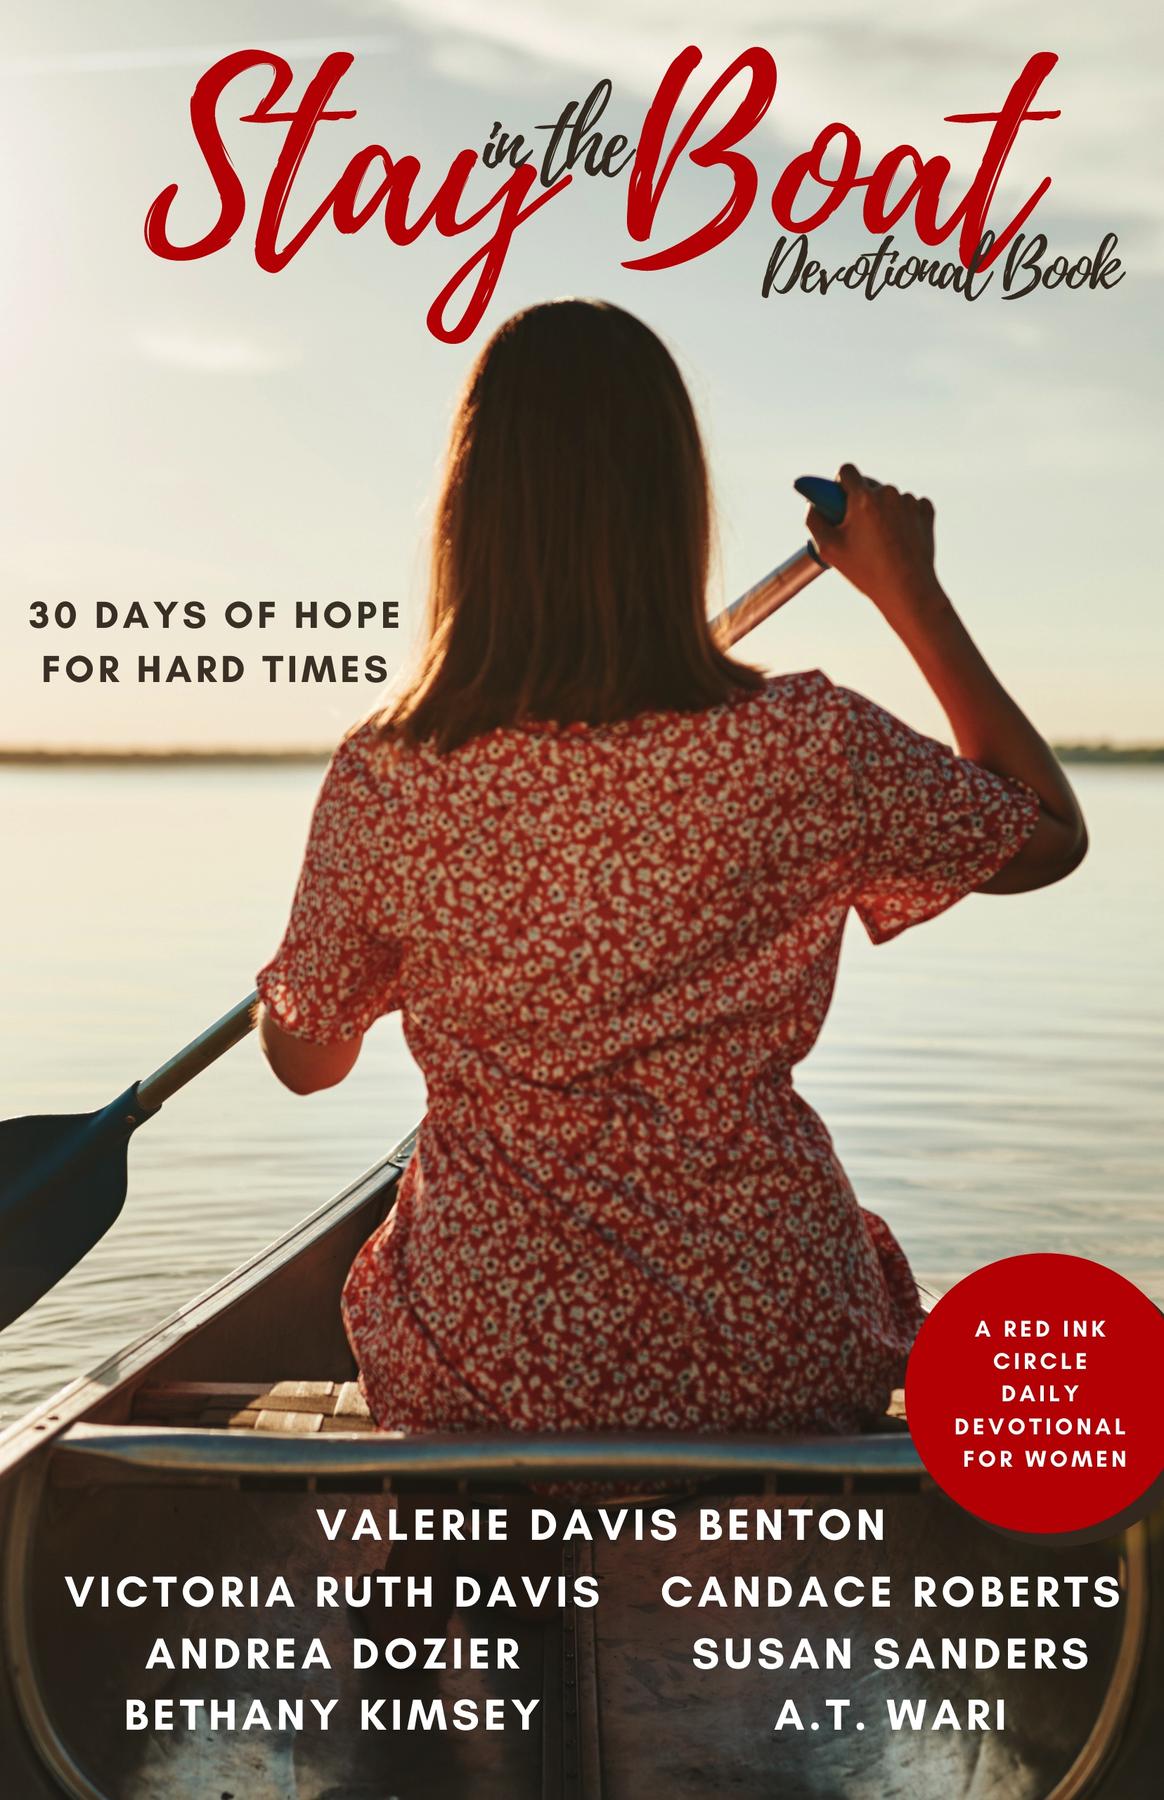 Stay in the Boat
Devotional Book
30 DAYS OF HOPE
FOR HARD TIMES
A RED INK
CIRCLE
DAILY
DEVOTIONAL
FOR WOMEN
VALERIE DAVIS BENTON
VICTORIA RUTH DAVIS
CANDACE ROBERTS
ANDREA DOZIER
SUSAN SANDERS
BETHANY KIMSEY
A.T. WARI